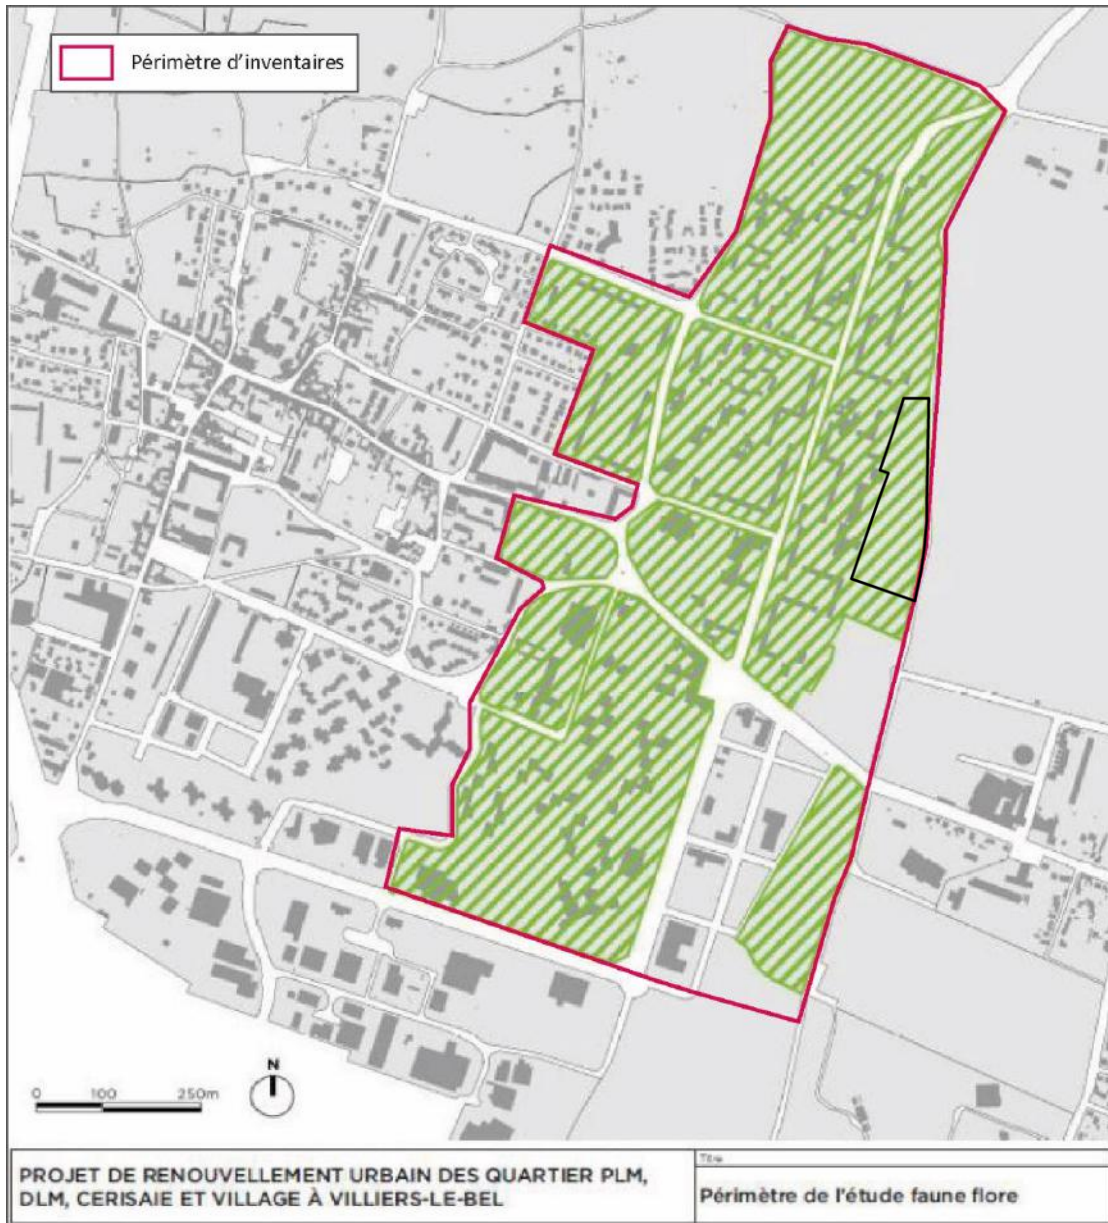 Périmètre d'inventaires
N
0 100 250m
PROJET DE RENOUVELLEMENT URBAIN DES QUARTIER PLM,
DLM, CERISAIE ET VILLAGE À VILLIERS-LE-BEL
Titre
Périmètre de l'étude faune flore